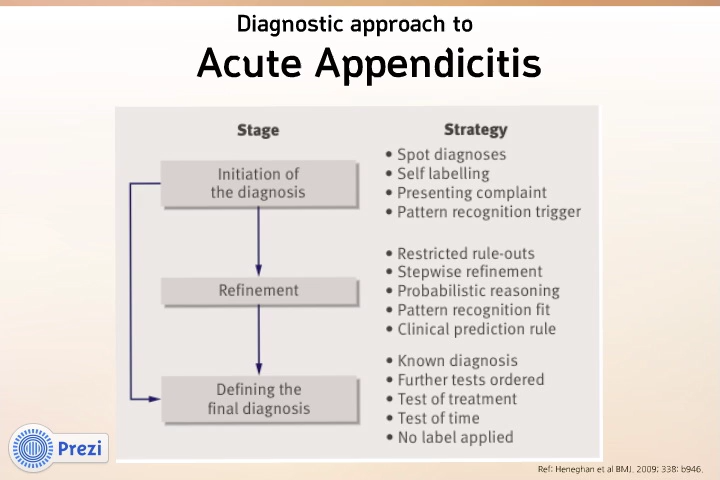 Diagnostic approach to
Acute Appendicitis
Stage
Strategy
Initiation of
the diagnosis
• Spot diagnoses
• Self labelling
• Presenting complaint
• Pattern recognition trigger
Refinement
• Restricted rule-outs
• Stepwise refinement
• Probabilistic reasoning
• Pattern recognition fit
• Clinical prediction rule
Defining the
final diagnosis
• Known diagnosis
• Further tests ordered
• Test of treatment
• Test of time
• No label applied
Prezi
Ref: Heneghan et al BMJ. 2009; 338: b946.